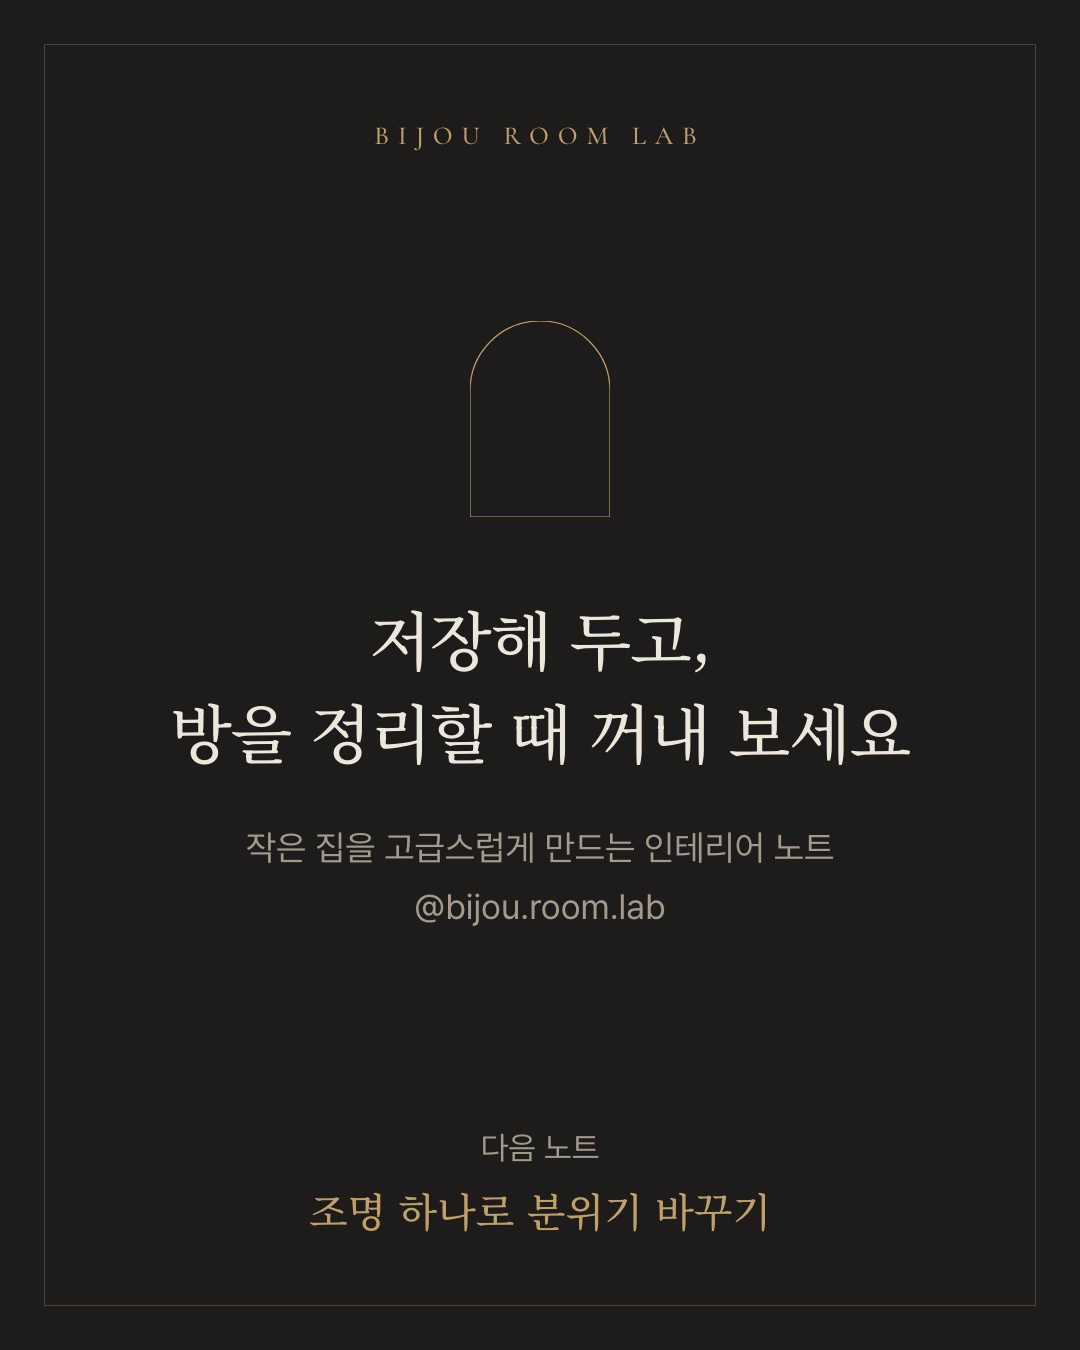 BIJOU ROOM LAB
저장해 두고,
방을 정리할 때 꺼내 보세요
작은 집을 고급스럽게 만드는 인테리어 노트
@bijou.room.lab
다음 노트
조명 하나로 분위기 바꾸기